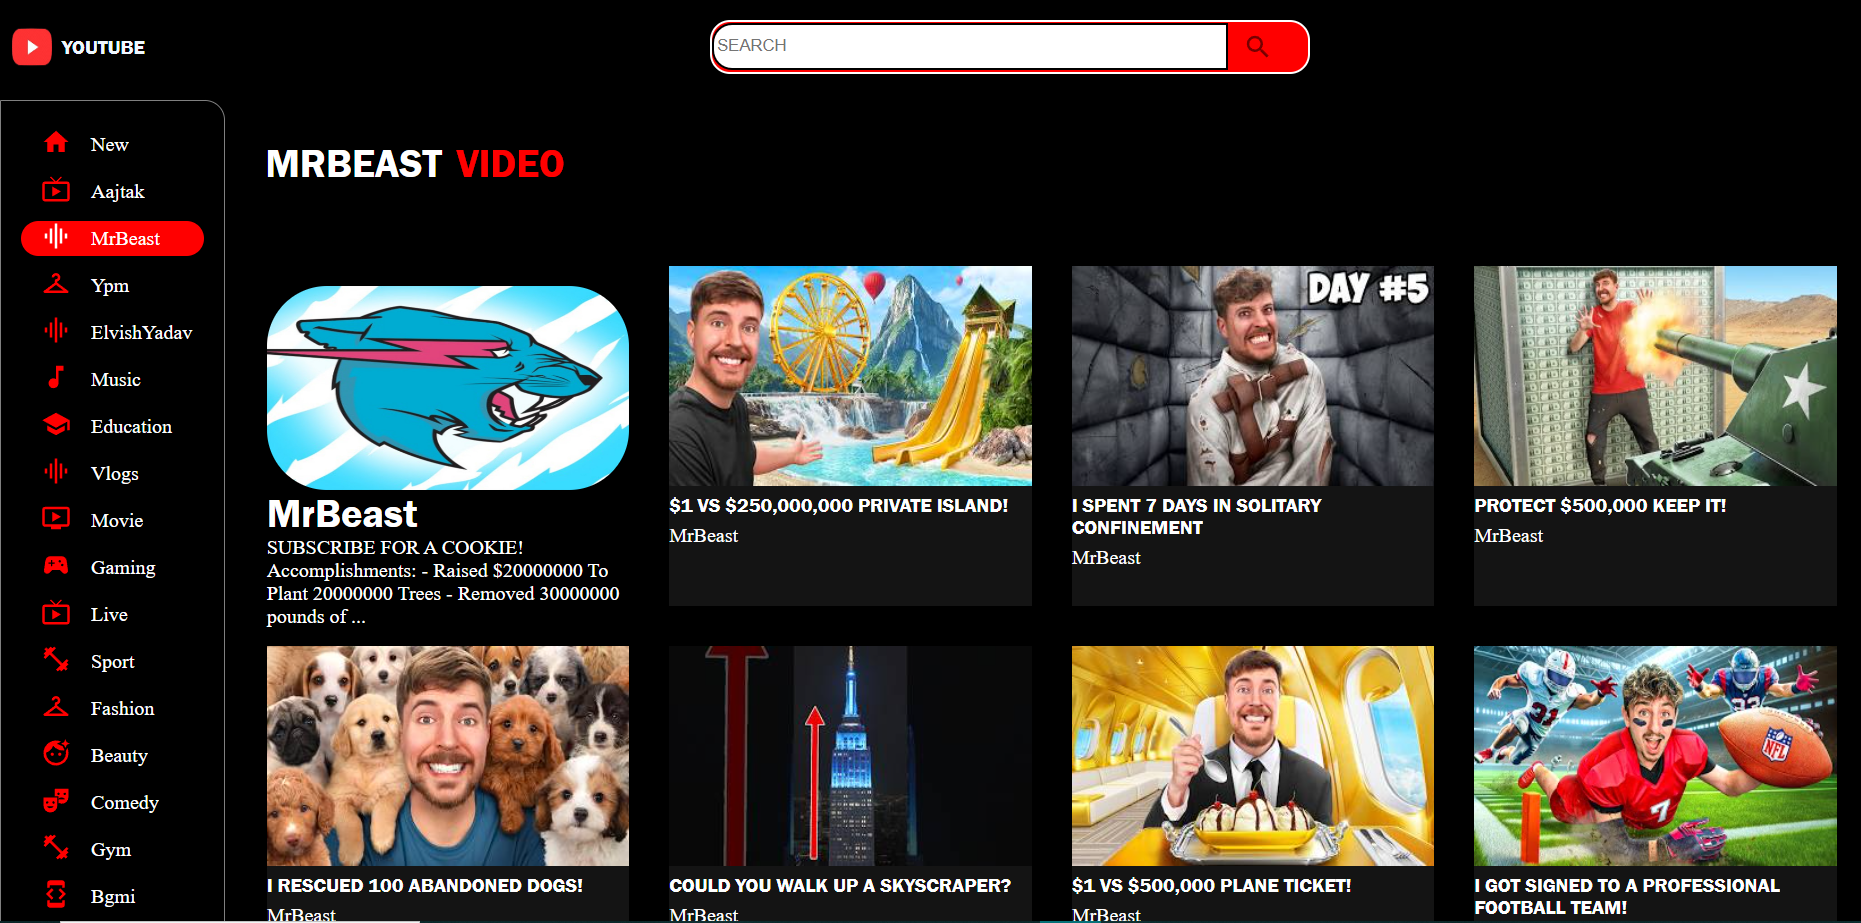 YOUTUBE
SEARCH
New
Aajtak
MrBeast
Ypm
ElvishYadav
Music
Education
Vlogs
Movie
Gaming
Live
Sport
Fashion
Beauty
Comedy
Gym
Bgmi
MRBEAST VIDEO
MrBeast
SUBSCRIBE FOR A COOKIE!
Accomplishments: - Raised $20000000 To
Plant 20000000 Trees - Removed 30000000
pounds of ...
$1 VS $250,000,000 PRIVATE ISLAND!
MrBeast
DAY #5
I SPENT 7 DAYS IN SOLITARY
CONFINEMENT
MrBeast
PROTECT $500,000 KEEP IT!
MrBeast
I RESCUED 100 ABANDONED DOGS!
MrBeast
COULD YOU WALK UP A SKYSCRAPER?
MrBeast
$1 VS $500,000 PLANE TICKET!
MrBeast
31
NFL
7
I GOT SIGNED TO A PROFESSIONAL
FOOTBALL TEAM!